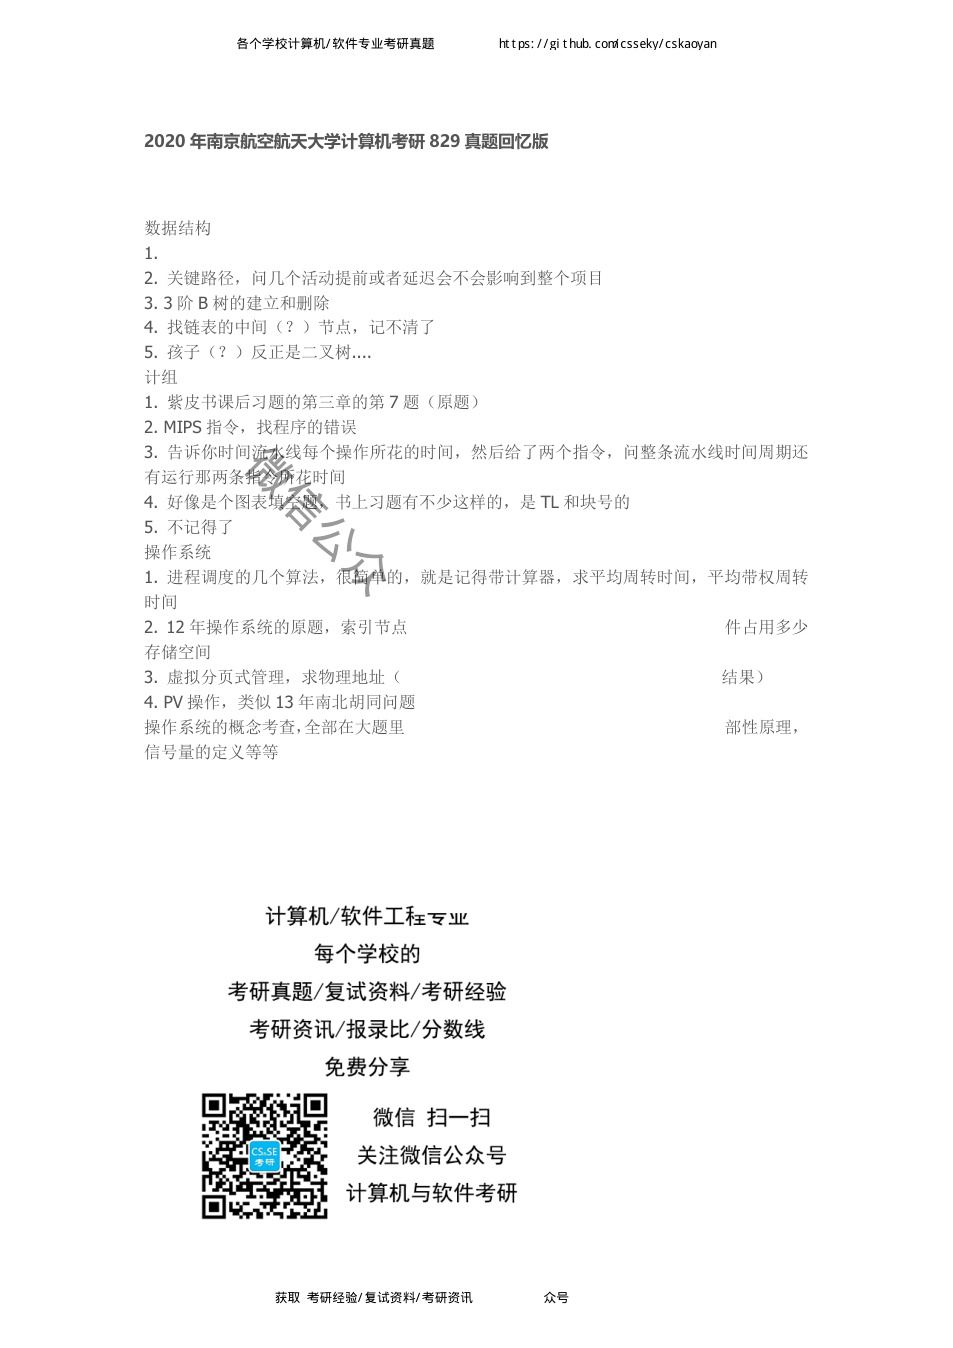 各个学校计算机/软件专业考研真题 https://github.com/csseky/cskaoyan
2020 年南京航空航天大学计算机考研 829 真题回忆版
数据结构
1.
2. 关键路径，问几个活动提前或者延迟会不会影响到整个项目
3. 3 阶 B 树的建立和删除
4. 找链表的中间（？）节点，记不清了
5. 孩子（？）反正是二叉树....
计组
1. 紫皮书课后习题的第三章的第 7 题（原题）
2. MIPS 指令，找程序的错误
3. 告诉你时间流水线每个操作所花的时间，然后给了两个指令，问整条流水线时间周期还
有运行那两条指令所花时间
4. 好像是个图表填空题，书上习题有不少这样的，是 TL 和块号的
5. 不记得了
操作系统
1. 进程调度的几个算法，很简单的，就是记得带计算器，求平均周转时间，平均带权周转
时间
2. 12 年操作系统的原题，索引节点 件占用多少
存储空间
3. 虚拟分页式管理，求物理地址（ 结果）
4. PV 操作，类似 13 年南北胡同问题
操作系统的概念考查，全部在大题里 部性原理，
信号量的定义等等
微信公众
计算机/软件工程专业
每个学校的
考研真题/复试资料/考研经验
考研资讯/报录比/分数线
免费分享
CS&SE
考研
微信 扫一扫
关注微信公众号
计算机与软件考研
获取 考研经验/复试资料/考研资讯 众号